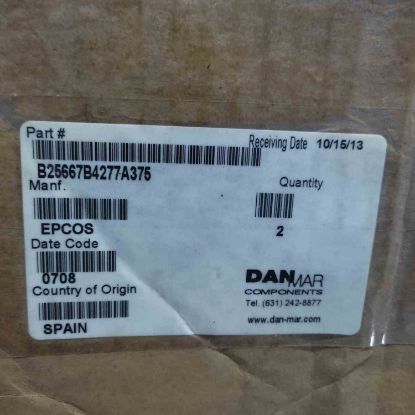 Part #
Receiving Date 10/15/13
B25667B4277A375
Manf.
Quantity
EPCOS
2
Date Code
0708
Country of Origin
SPAIN
DANMAR
COMPONENTS
Tel. (631) 242-8877
www.dan-mar.com